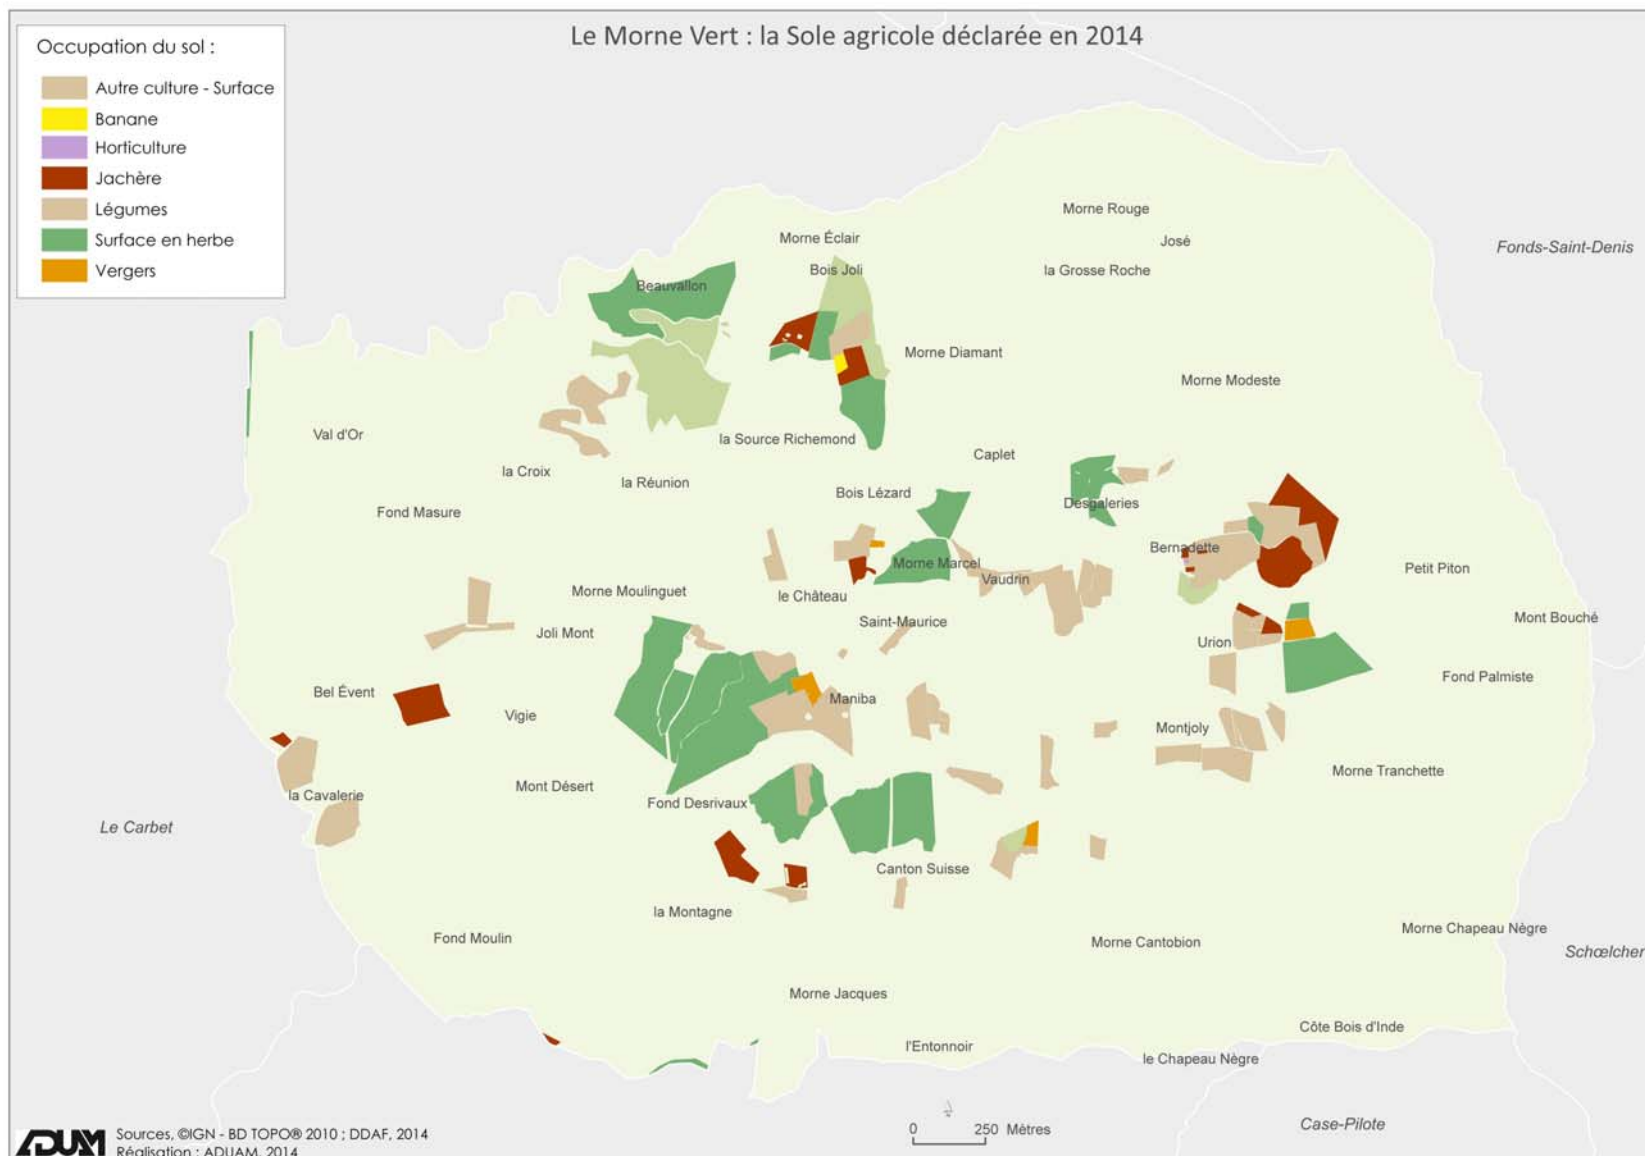 Le Morne Vert : la Sole agricole déclarée en 2014
Occupation du sol :
Autre culture - Surface
Banane
Horticulture
Jachère
Légumes
Surface en herbe
Vergers
Morne Rouge
José
Morne Éclair
Fonds-Saint-Denis
Bois Joli
la Grosse Roche
Beauvallon
Morne Diamant
Morne Modeste
Val d'Or
la Source Richemond
Caplet
la Croix
la Réunion
Bois Lézard
Desgaleries
Fond Masure
Bernadette
Morne Marcel
Petit Piton
Vaudrin
Morne Moulinguet
le Château
Mont Bouché
Saint-Maurice
Joli Mont
Urion
Fond Palmiste
Bel Évent
Maniba
Vigie
Montjoly
Morne Tranchette
Mont Désert
la Cavalerie
Fond Desrivaux
Le Carbet
Canton Suisse
la Montagne
Morne Chapeau Nègre
Fond Moulin
Morne Cantobion
Schœlcher
Morne Jacques
Côte Bois d'Inde
l'Entonnoir
le Chapeau Nègre
Case-Pilote
0 250 Mètres
ADUAM
Sources, ©IGN - BD TOPO® 2010 ; DDAF, 2014
Réalisation : ADUAM, 2014